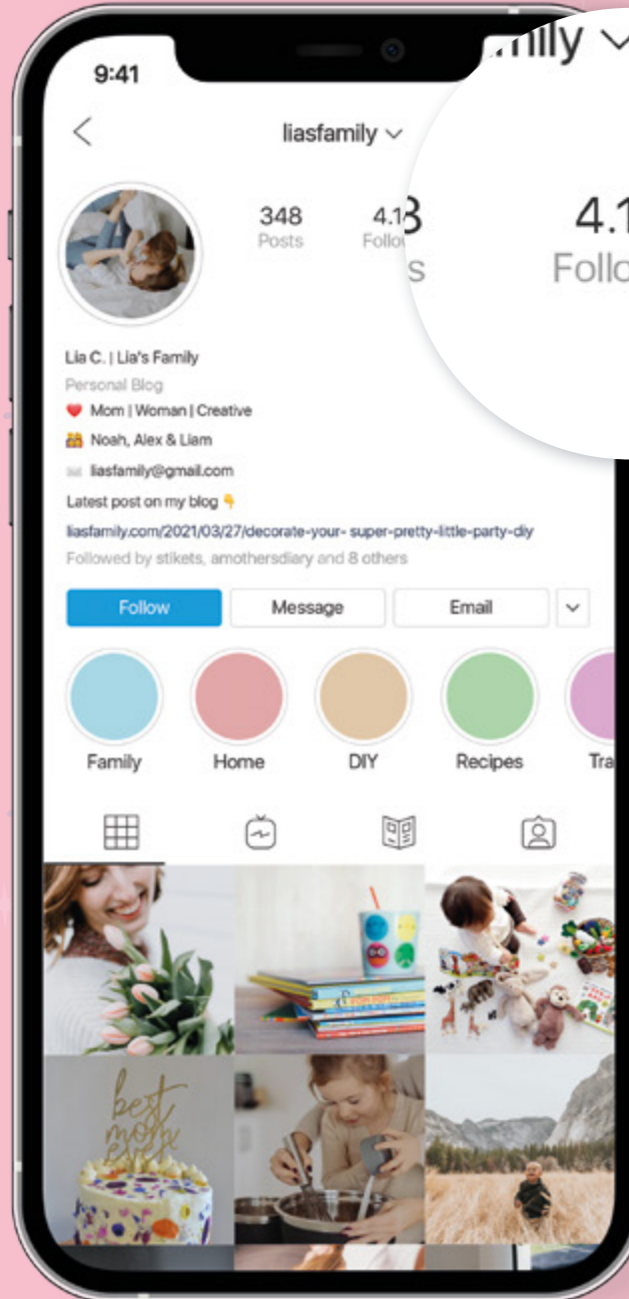 9:41
liasfamily
348
Posts
4.1
Lia C. | Lia's Family
Personal Blog
Mom | Woman | Creative
Noah, Alex & Liam
liasfamily@gmail.com
Latest post on my blog
liasfamily.com/2021/03/27/decorate-your- super-pretty-little-party-diy
Followed by stikets, amothersdiary and 8 others
Follow
Message
Email
Family
Home
DIY
Recipes
best
mom
ever